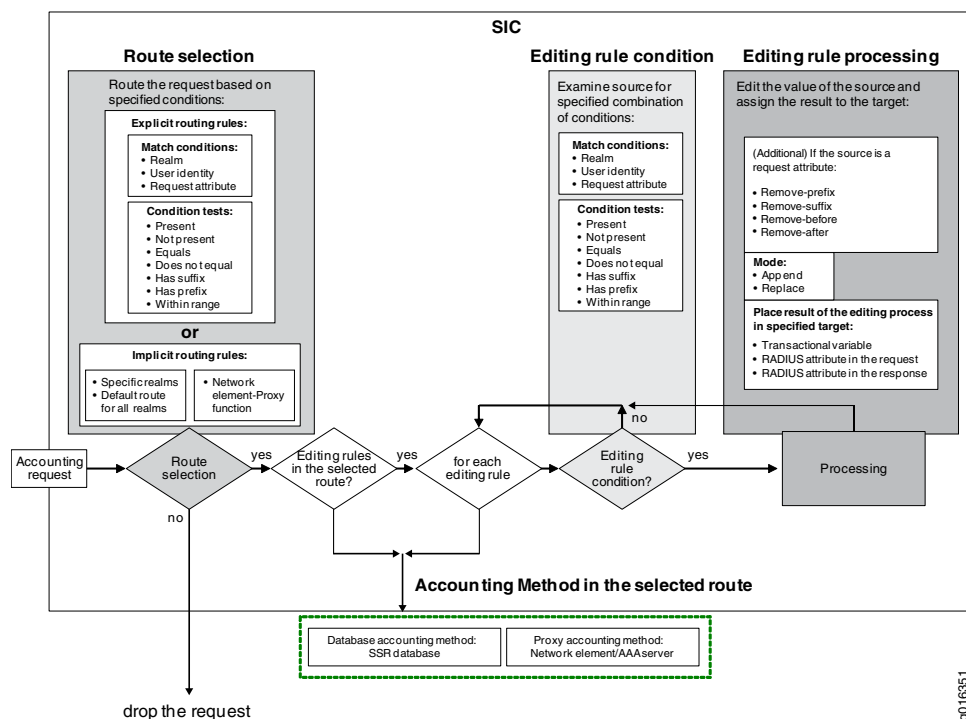 SIC
Route selection
Route the request based on
specified conditions:
Explicit routing rules:
Match conditions:
• Realm
• User identity
• Request attribute
Condition tests:
• Present
• Not present
• Equals
• Does not equal
• Has suffix
• Has prefix
• Within range
or
Implicit routing rules:
• Specific realms
• Default route
for all realms
• Network
element-Proxy
function
Editing rule condition
Examine source for
specified combination
of conditions:
Match conditions:
• Realm
• User identity
• Request attribute
Condition tests:
• Present
• Not present
• Equals
• Does not equal
• Has suffix
• Has prefix
• Within range
Editing rule processing
Edit the value of the source and
assign the result to the target:
(Additional) If the source is a
request attribute:
• Remove-prefix
• Remove-suffix
• Remove-before
• Remove-after
Mode:
• Append
• Replace
Place result of the editing process
in specified target:
• Transactional variable
• RADIUS attribute in the request
• RADIUS attribute in the response
Accounting
request
Route
selection
yes
no
Editing rules
in the selected
route?
yes
for each
editing rule
Editing
rule
condition?
no
yes
Processing
Accounting Method in the selected route
Database accounting method:
SSR database
Proxy accounting method:
Network element/AAA server
drop the request
g016351